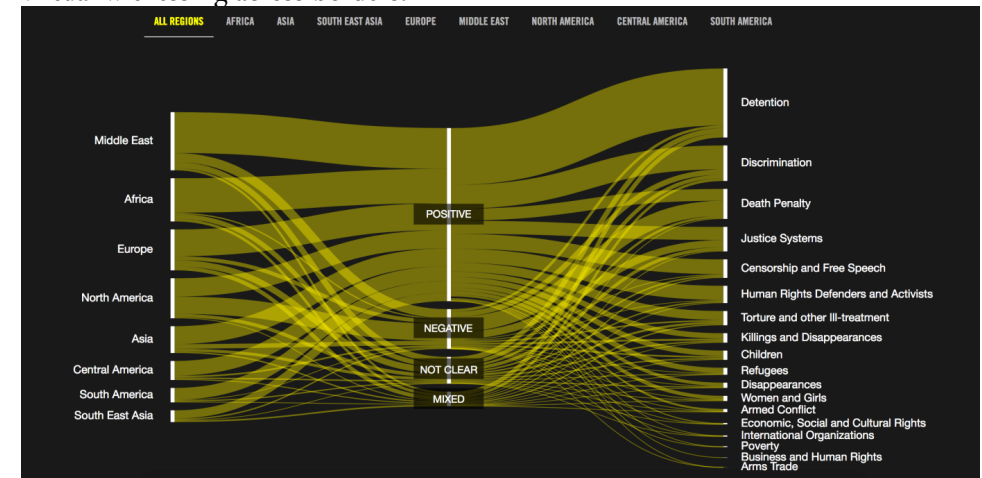 ALL REGIONS AFRICA ASIA SOUTH EAST ASIA EUROPE MIDDLE EAST NORTH AMERICA CENTRAL AMERICA SOUTH AMERICA
Middle East
Africa
Europe
North America
Asia
Central America
South America
South East Asia
POSITIVE
NEGATIVE
NOT CLEAR
MIXED
Detention
Discrimination
Death Penalty
Justice Systems
Censorship and Free Speech
Human Rights Defenders and Activists
Torture and other Ill-treatment
Killings and Disappearances
Children
Refugees
Disappearances
Women and Girls
Armed Conflict
Economic, Social and Cultural Rights
International Organizations
Poverty
Business and Human Rights
Arms Trade